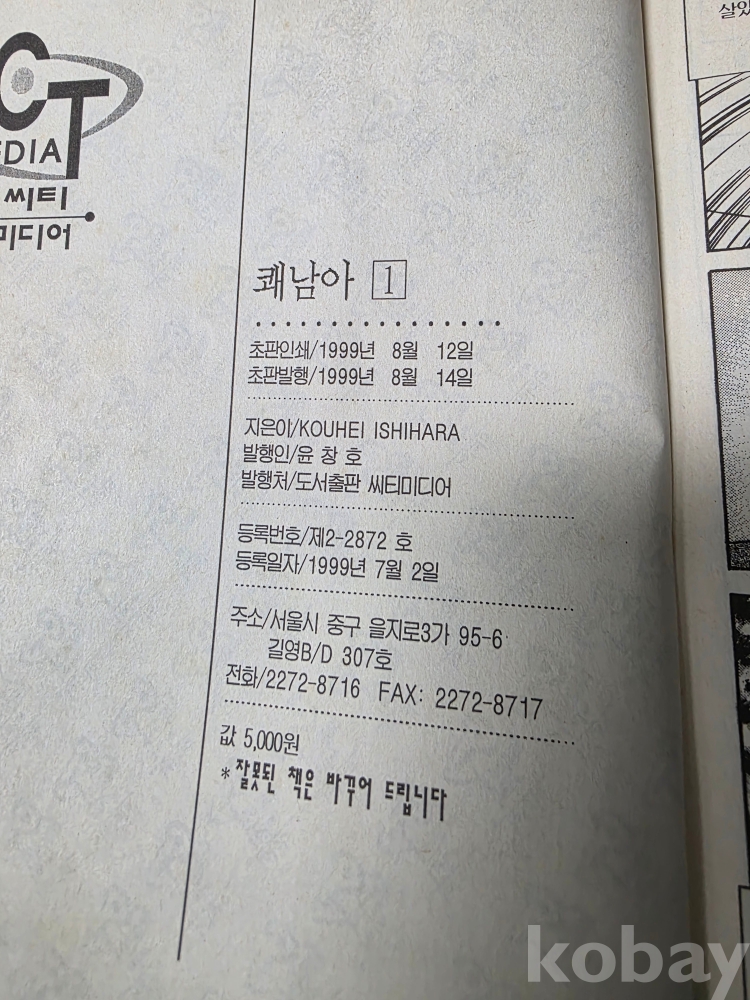 CT
EDIA
씨티
미디어
쾌남아 1
초판인쇄/1999년 8월 12일
초판발행/1999년 8월 14일
지은이/KOUHEI ISHIHARA
발행인/윤 창 호
발행처/도서출판 씨티미디어
등록번호/제2-2872 호
등록일자/1999년 7월 2일
주소/서울시 중구 을지로3가 95-6
길영B/D 307호
전화/2272-8716 FAX: 2272-8717
값 5,000원
*잘못된 책은 바꾸어 드립니다
살았
kobay